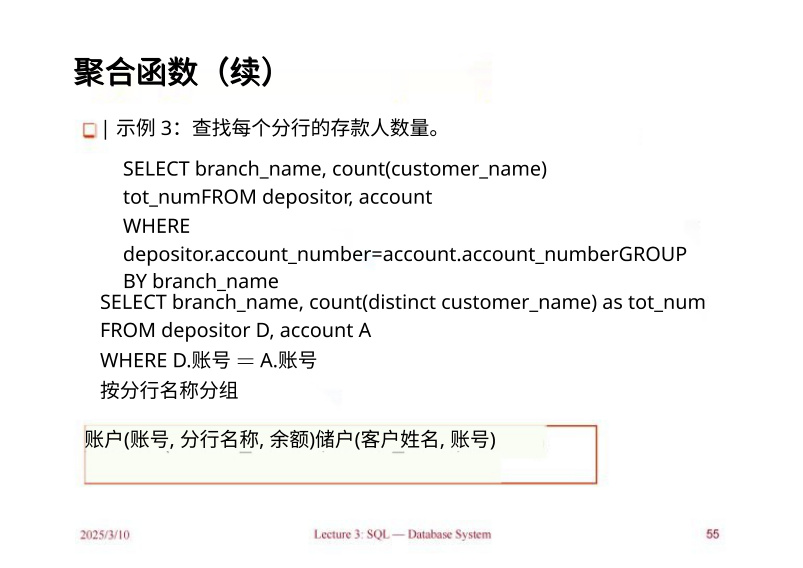 聚合函数（续）
| 示例 3：查找每个分行的存款人数量。
SELECT branch_name, count(customer_name)
tot_numFROM depositor, account
WHERE
depositor.account_number=account.account_numberGROUP
BY branch_name
SELECT branch_name, count(distinct customer_name) as tot_num
FROM depositor D, account A
WHERE D.账号 = A.账号
按分行名称分组
账户(账号, 分行名称, 余额)储户(客户姓名, 账号)
2025/3/10 Lecture 3: SQL — Database System 55